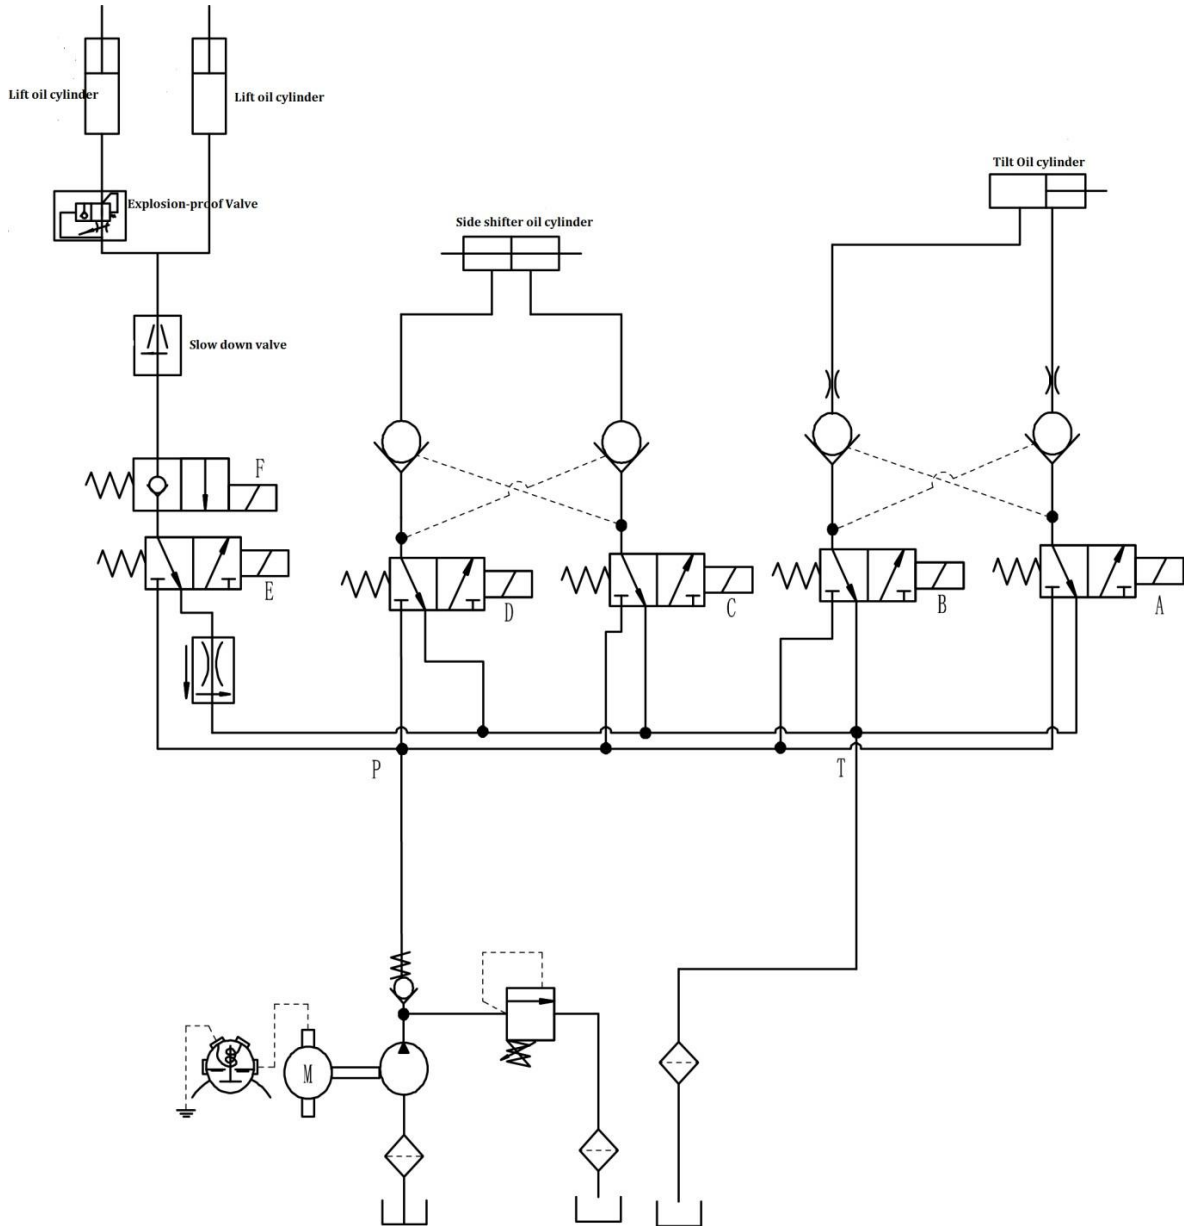 Lift oil cylinder
Lift oil cylinder
Explosion-proof Valve
Side shifter oil cylinder
Tilt Oil cylinder
Slow down valve
F
E
D
C
B
A
P
T
M